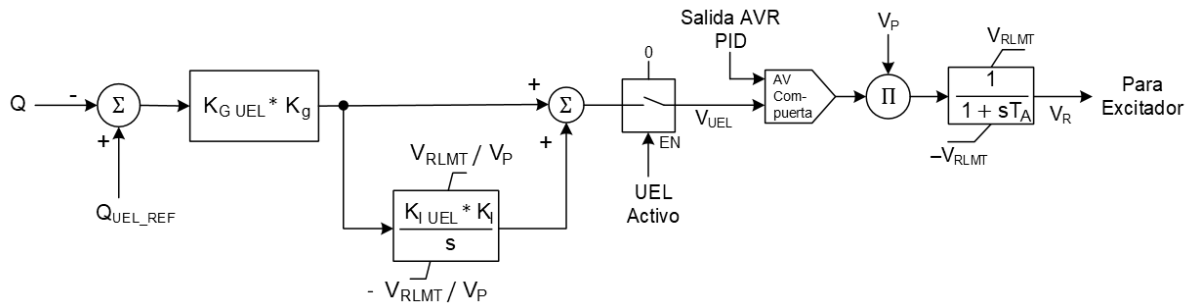 Salida AVR
PID
V_P
V_RLMT
0
Q
-
Σ
+
K_G UEL * K_g
+
Σ
+
AV
Com-
puerta
Π
1
1 + sT_A
V_R
Para
Excitador
V_UEL
EN
–V_RLMT
Q_UEL_REF
V_RLMT / V_P
K_I UEL * K_I
s
- V_RLMT / V_P
UEL
Activo